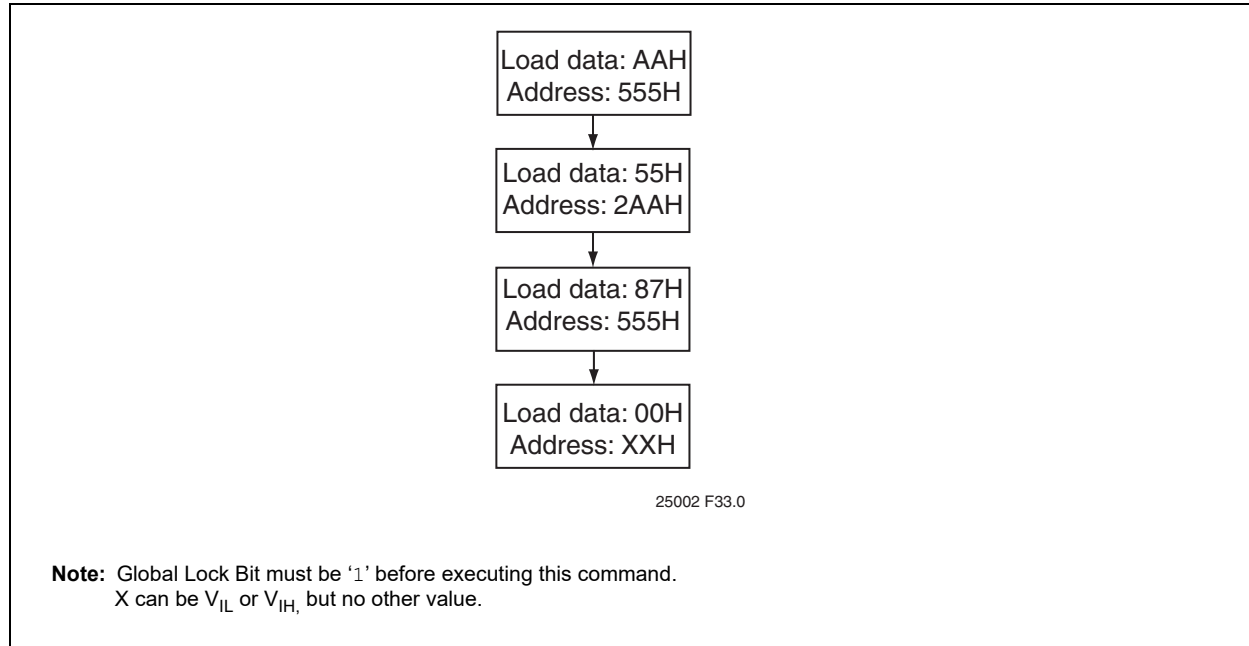 Load data: AAH
Address: 555H
Load data: 55H
Address: 2AAH
Load data: 87H
Address: 555H
Load data: 00H
Address: XXH
25002 F33.0
Note: Global Lock Bit must be ‘1’ before executing this command.
X can be VIL or VIH, but no other value.